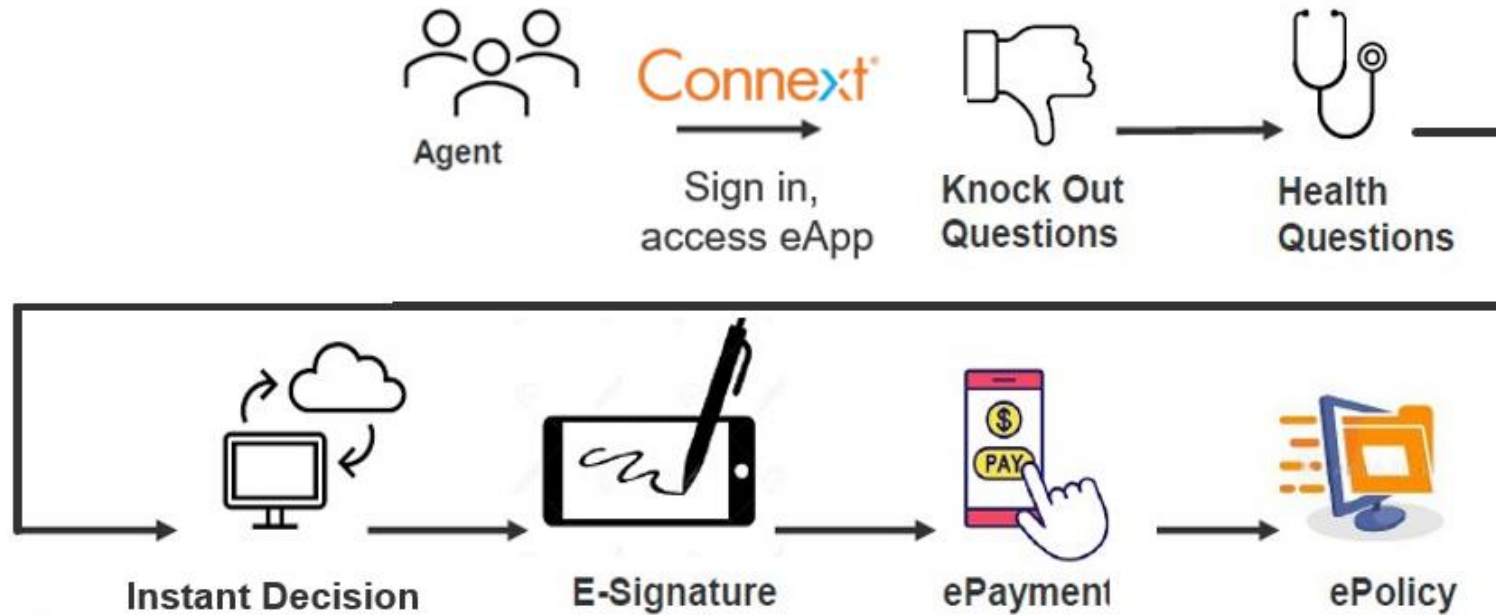 Connext®
Agent
Sign in,
access eApp
Knock Out
Questions
Health
Questions
$
PAY
Instant Decision
E-Signature
ePayment
ePolicy